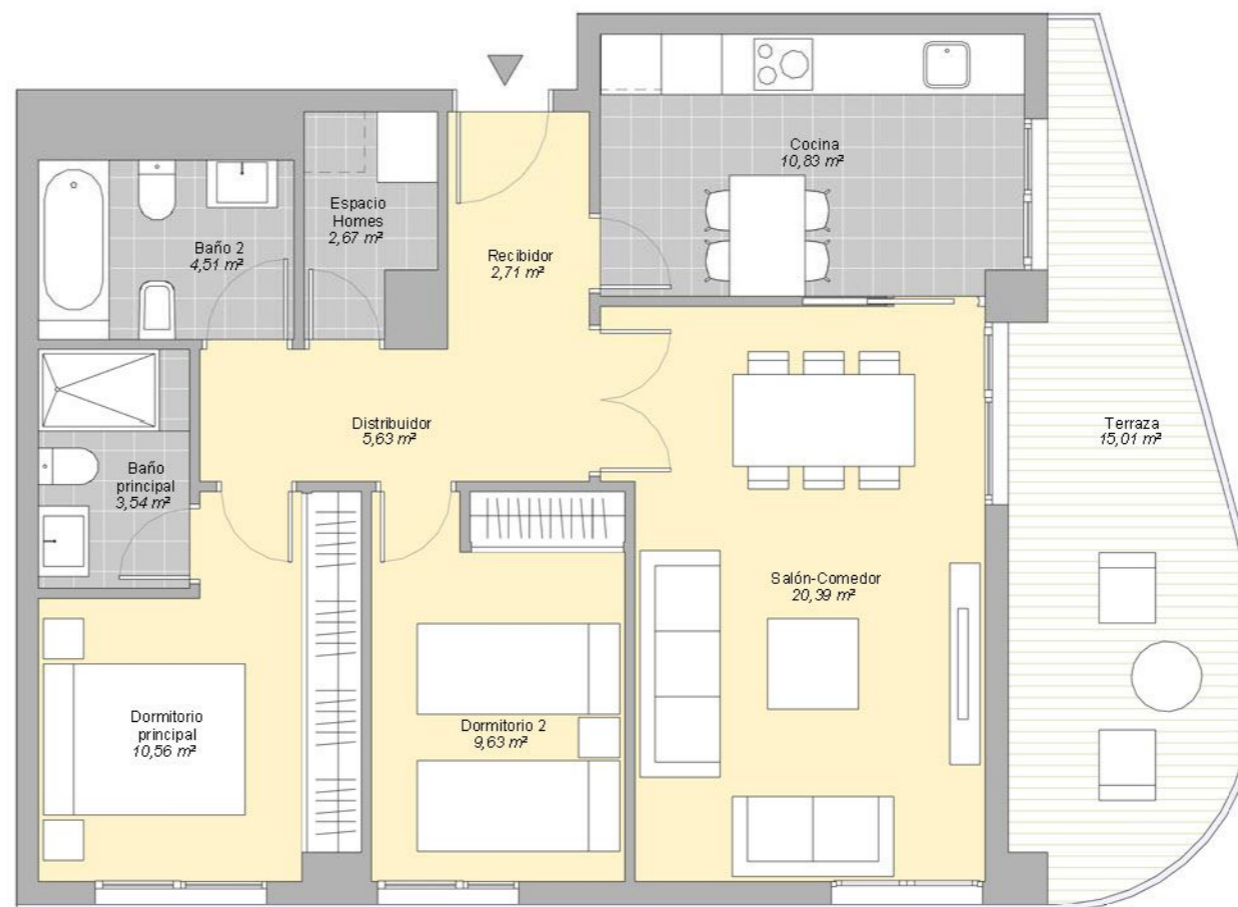 Cocina
10,83 m²
Espacio
Homes
2,67 m²
Baño 2
4,51 m²
Recibidor
2,71 m²
Distribuidor
5,63 m²
Terraza
15,01 m²
Baño
principal
3,54 m²
Salón-Comedor
20,39 m²
Dormitorio
principal
10,56 m²
Dormitorio 2
9,63 m²